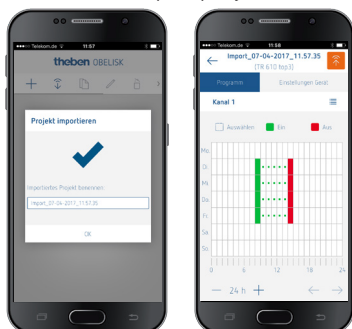 Telekom.de 11:57
theben OBELISK
Projekt importieren
Importiertes Projekt benennen:
Import_07-04-2017_11.57.35
OK
Telekom.de 11:58
Import_07-04-2017_11.57.35
[TR 610 top3]
Programm Einstellungen Gerät
Kanal 1
Auswählen Ein Aus
Mo.
Di.
Mi.
Do.
Fr.
Sa.
So.
0 6 12 18 24
24 h